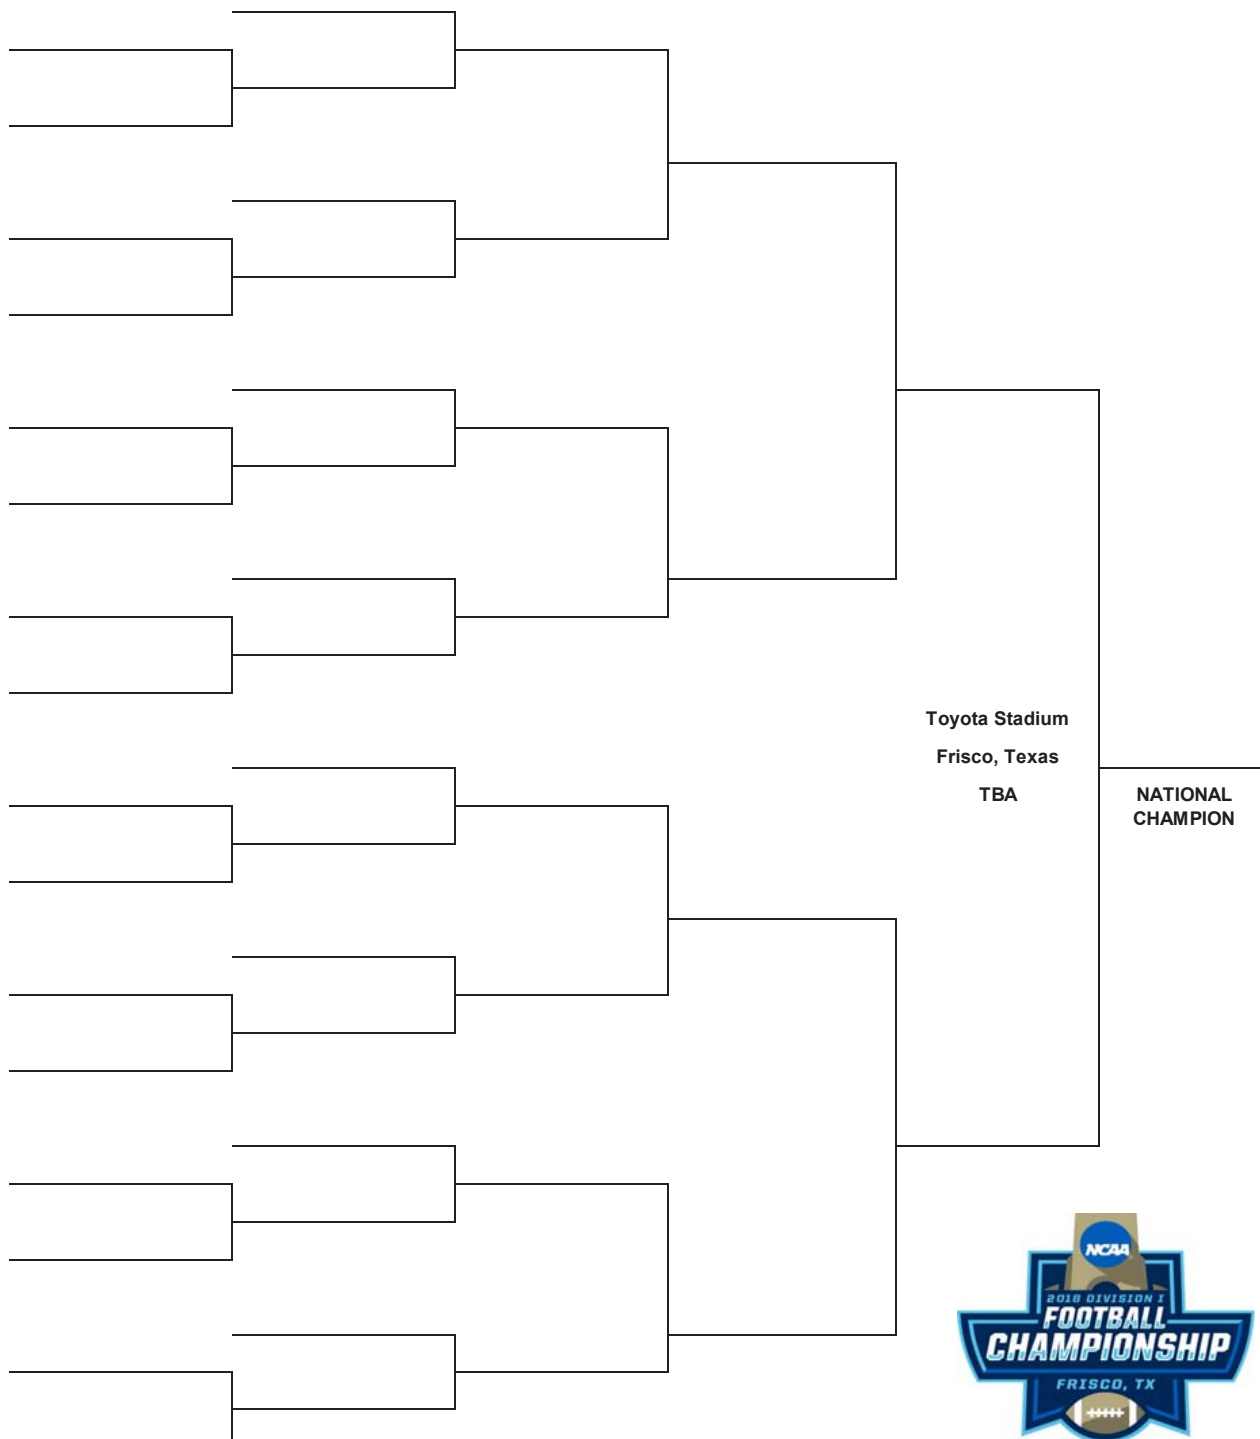 Toyota Stadium
Frisco, Texas
TBA
NATIONAL
CHAMPION
NCAA
2018 DIVISION I
FOOTBALL
CHAMPIONSHIP
FRISCO, TX